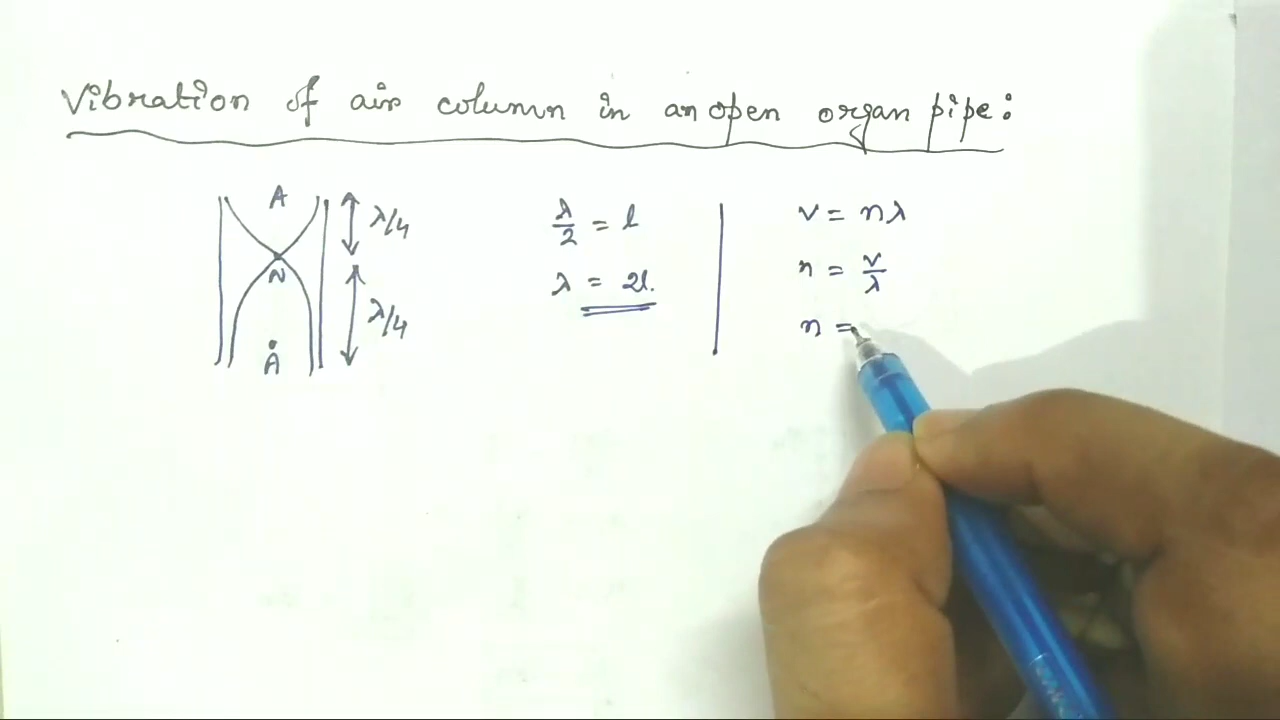 Vibration of air column in an open organ pipe:
A
λ/4
N
λ/4
A
λ/2 = l
λ = 2l.
v = nλ
n = v/λ
n =